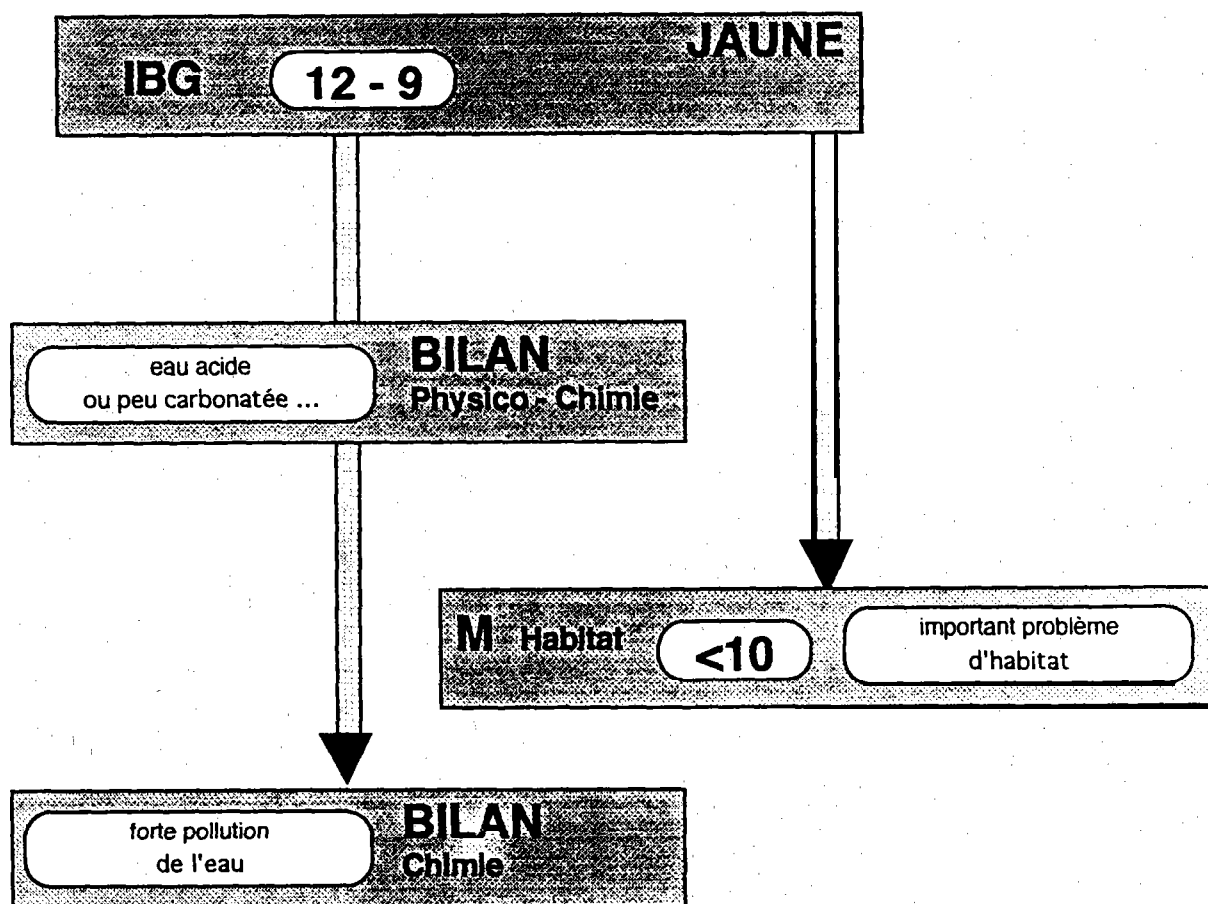 JAUNE
IBG 12 - 9
eau acide
ou peu carbonatée ...
BILAN
Physico - Chimie
M Habitat <10
important problème
d'habitat
forte pollution
de l'eau
BILAN
Chimie